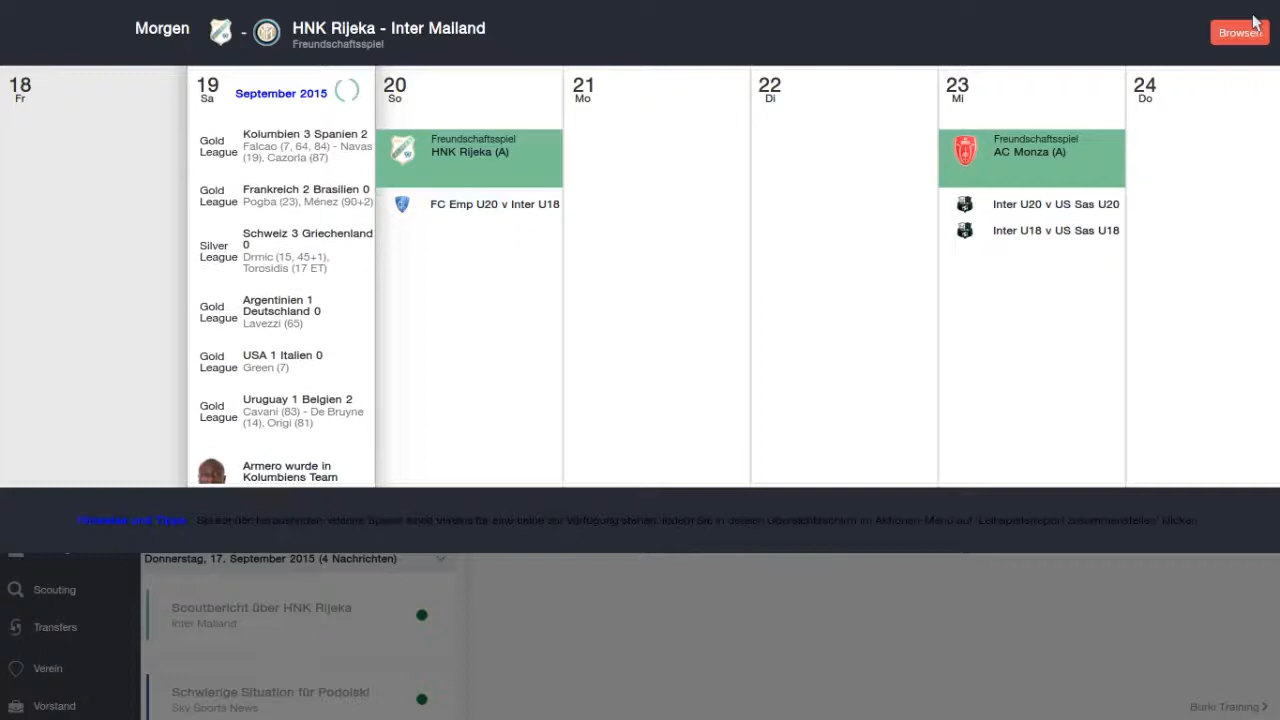 Morgen
-
HNK Rijeka - Inter Mailand
Freundschaftsspiel
Browsen
18
Fr
19
Sa
September 2015
Gold
League
Kolumbien 3 Spanien 2
Falcao (7, 64, 84) - Navas
(19), Cazorla (87)
Gold
League
Frankreich 2 Brasilien 0
Pogba (23), Ménez (90+2)
Silver
League
Schweiz 3 Griechenland
0
Drmic (15, 45+1),
Torosidis (17 ET)
Gold
League
Argentinien 1
Deutschland 0
Lavezzi (65)
Gold
League
USA 1 Italien 0
Green (7)
Gold
League
Uruguay 1 Belgien 2
Cavani (83) - De Bruyne
(14), Origi (81)
Armero wurde in
Kolumbiens Team
20
So
Freundschaftsspiel
HNK Rijeka (A)
FC Emp U20 v Inter U18
21
Mo
22
Di
23
Mi
Freundschaftsspiel
AC Monza (A)
Inter U20 v US Sas U20
Inter U18 v US Sas U18
24
Do
Hinweise und Tipps
Donnerstag, 17. September 2015 (4 Nachrichten)
Scouting
Transfers
Verein
Vorstand
Scoutbericht über HNK Rijeka
Inter Mailand
Schwierige Situation für Podolski
Sky Sports News
Burkı Training